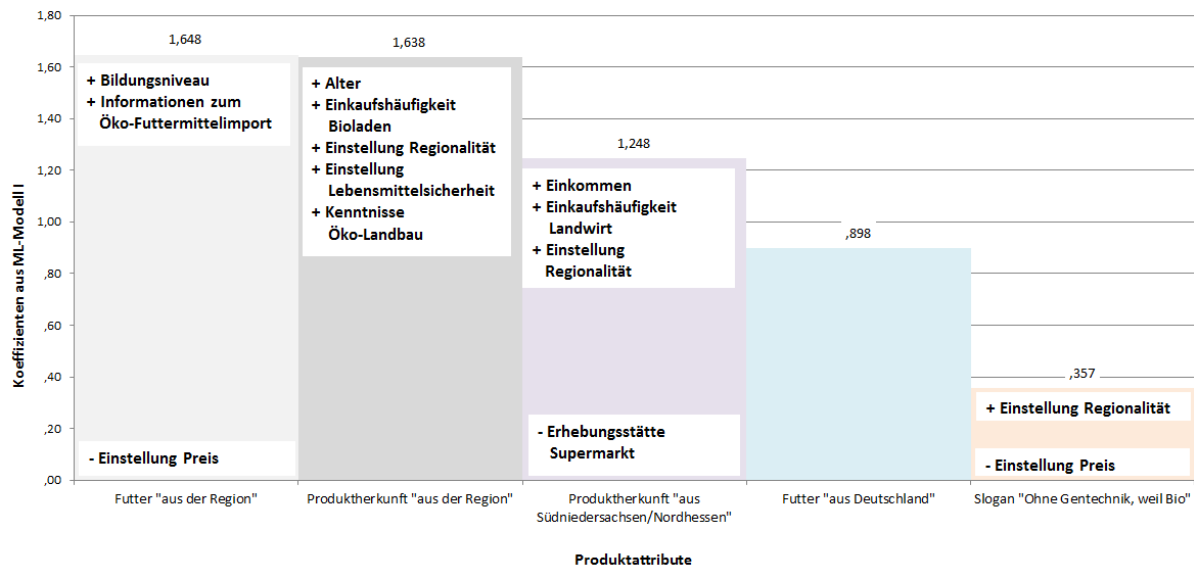 1,80
1,60
1,40
1,20
1,00
,80
,60
,40
,20
,00
Koeffizienten aus ML-Modell I
1,648
+ Bildungsniveau
+ Informationen zum
Öko-Futtermittelimport
- Einstellung Preis
1,638
+ Alter
+ Einkaufshäufigkeit
Bioladen
+ Einstellung Regionalität
+ Einstellung
Lebensmittelsicherheit
+ Kenntnisse
Öko-Landbau
1,248
+ Einkommen
+ Einkaufshäufigkeit
Landwirt
+ Einstellung
Regionalität
- Erhebungsstätte
Supermarkt
,898
,357
+ Einstellung Regionalität
- Einstellung Preis
Futter "aus der Region"
Produktherkunft "aus der Region"
Produktherkunft "aus
Südniedersachsen/Nordhessen"
Futter "aus Deutschland"
Slogan "Ohne Gentechnik, weil Bio"
Produktattribute